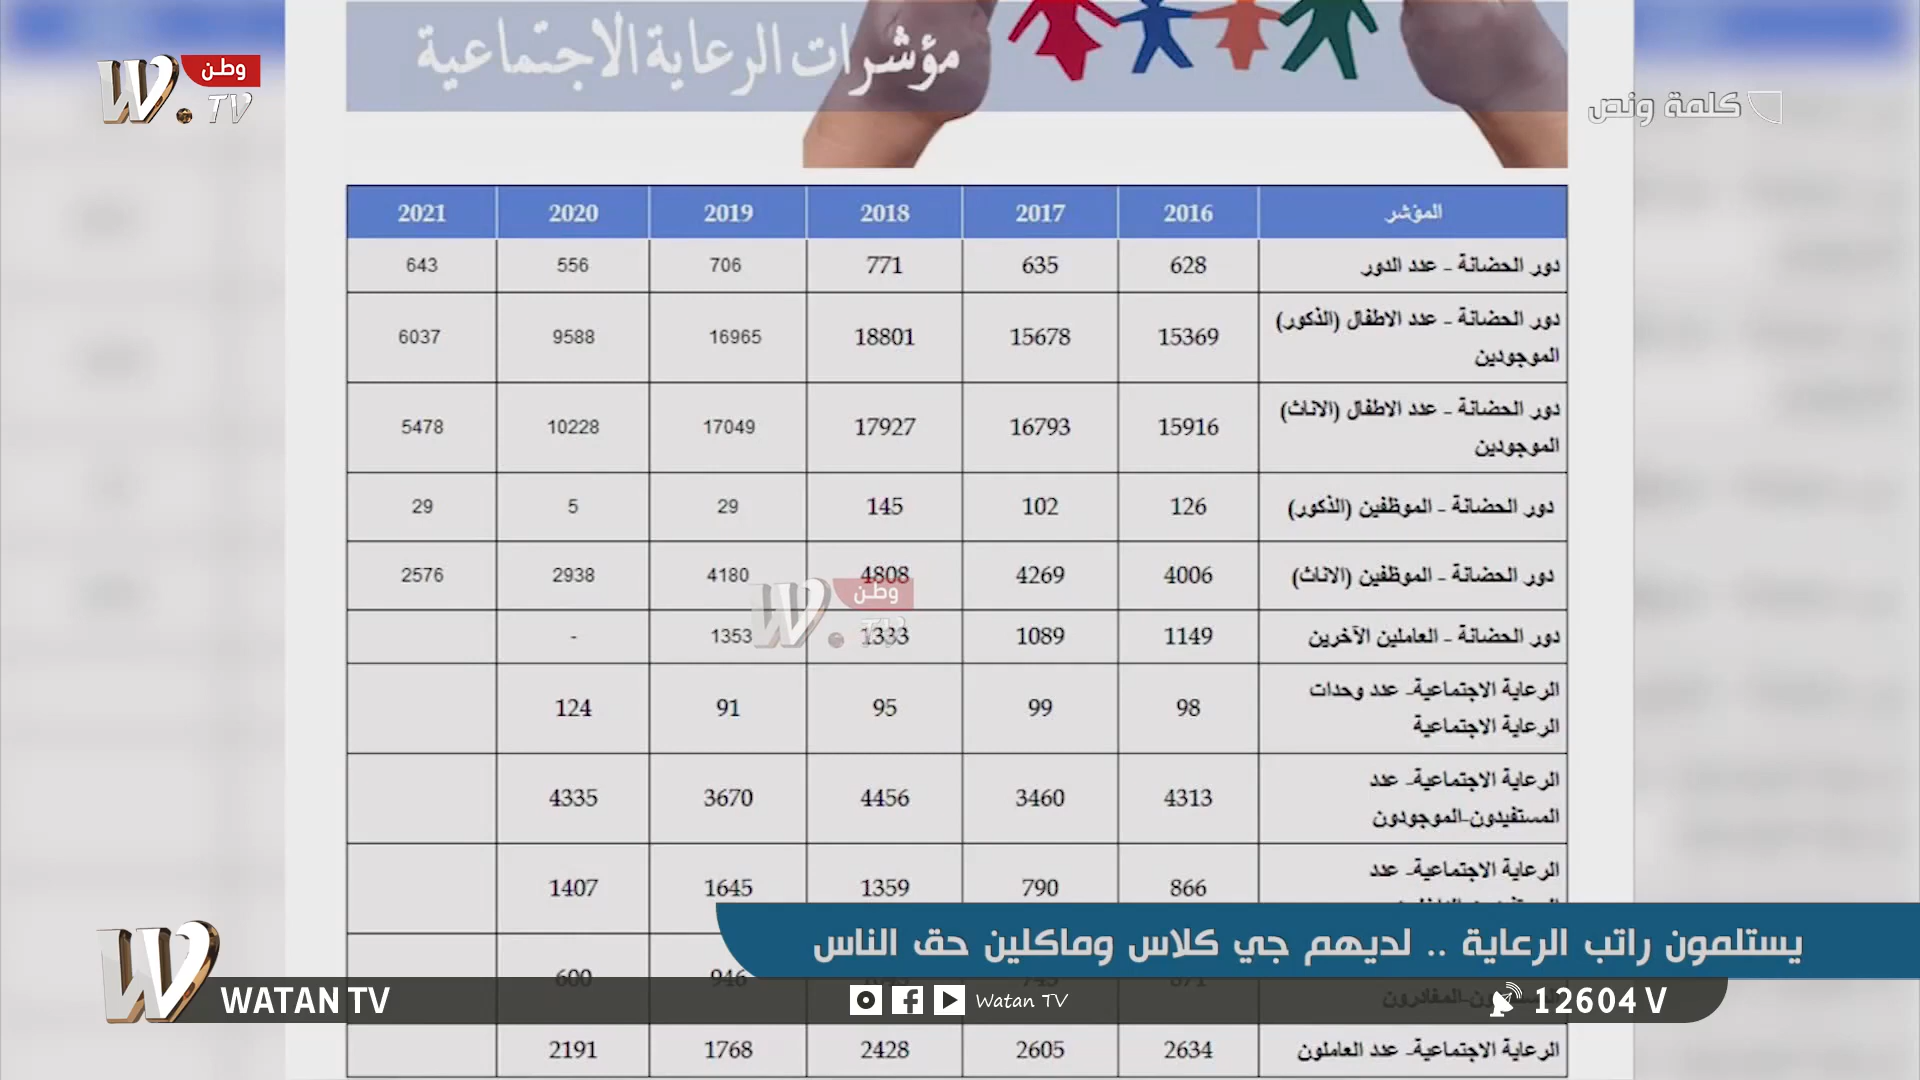 مؤشرات الرعاية الاجتماعية
وطن
W.
TV
كلمة ونص
المؤشر 2016 2017 2018 2019 2020 2021
دور الحضانة - عدد الدور 628 635 771 706 556 643
دور الحضانة - عدد الاطفال (الذكور)
الموجودين 15369 15678 18801 16965 9588 6037
دور الحضانة - عدد الاطفال (الاناث)
الموجودين 15916 16793 17927 17049 10228 5478
دور الحضانة - الموظفين (الذكور) 126 102 145 29 5 29
دور الحضانة - الموظفين (الاناث) 4006 4269 4808 4180 2938 2576
دور الحضانة - العاملين الآخرين 1149 1089 1333 1353 -
وطن
W.
TV
الرعاية الاجتماعية- عدد وحدات
الرعاية الاجتماعية 98 99 95 91 124
الرعاية الاجتماعية- عدد
المستفيدون-الموجودون 4313 3460 4456 3670 4335
الرعاية الاجتماعية- عدد
866 790 1359 1645 1407
يستلمون راتب الرعاية .. لديهم جي كلاس وماكلين حق الناس
946 600
W WATAN TV
Watan TV
12604 V
الرعاية الاجتماعية- عدد العاملون 2634 2605 2428 1768 2191